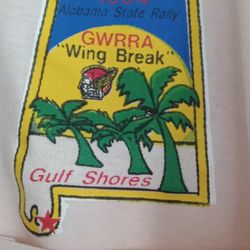 Alabama State Rally
GWRRA
"Wing Break"
Gulf Shores